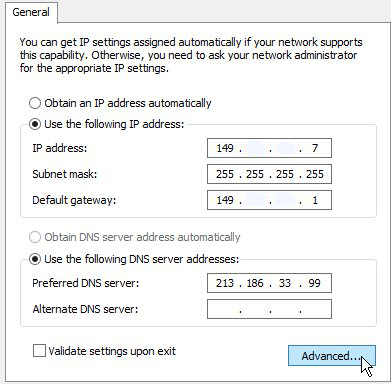 General
You can get IP settings assigned automatically if your network supports
this capability. Otherwise, you need to ask your network administrator
for the appropriate IP settings.
Obtain an IP address automatically
Use the following IP address:
IP address: 149 . . . 7
Subnet mask: 255 . 255 . 255 . 255
Default gateway: 149 . . . 1
Obtain DNS server address automatically
Use the following DNS server addresses:
Preferred DNS server: 213 . 186 . 33 . 99
Alternate DNS server: . . .
Validate settings upon exit
Advanced...